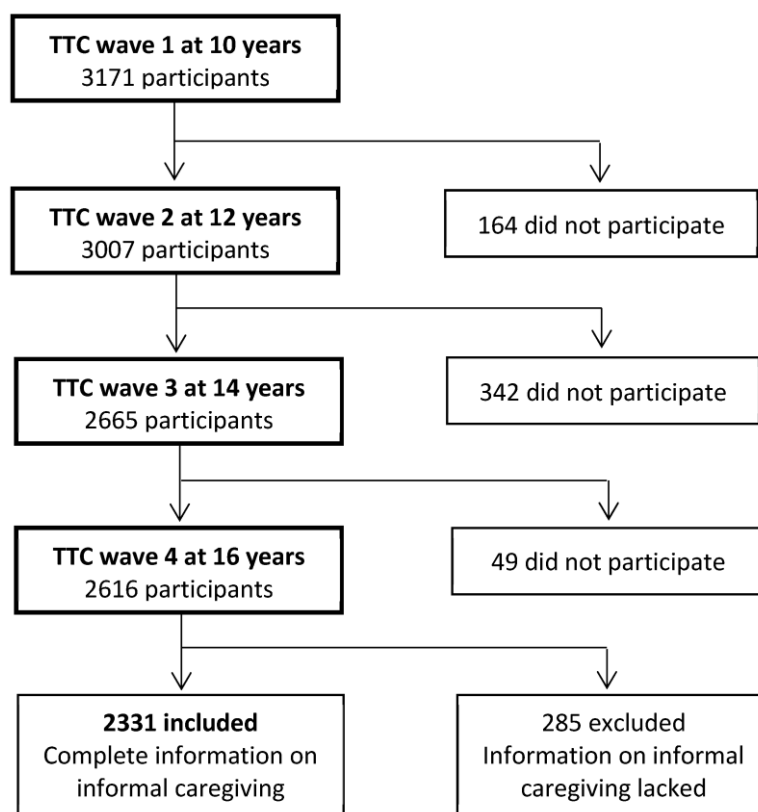 TTC wave 1 at 10 years
3171 participants
TTC wave 2 at 12 years
3007 participants
164 did not participate
TTC wave 3 at 14 years
2665 participants
342 did not participate
TTC wave 4 at 16 years
2616 participants
49 did not participate
2331 included
Complete information on
informal caregiving
285 excluded
Information on informal
caregiving lacked